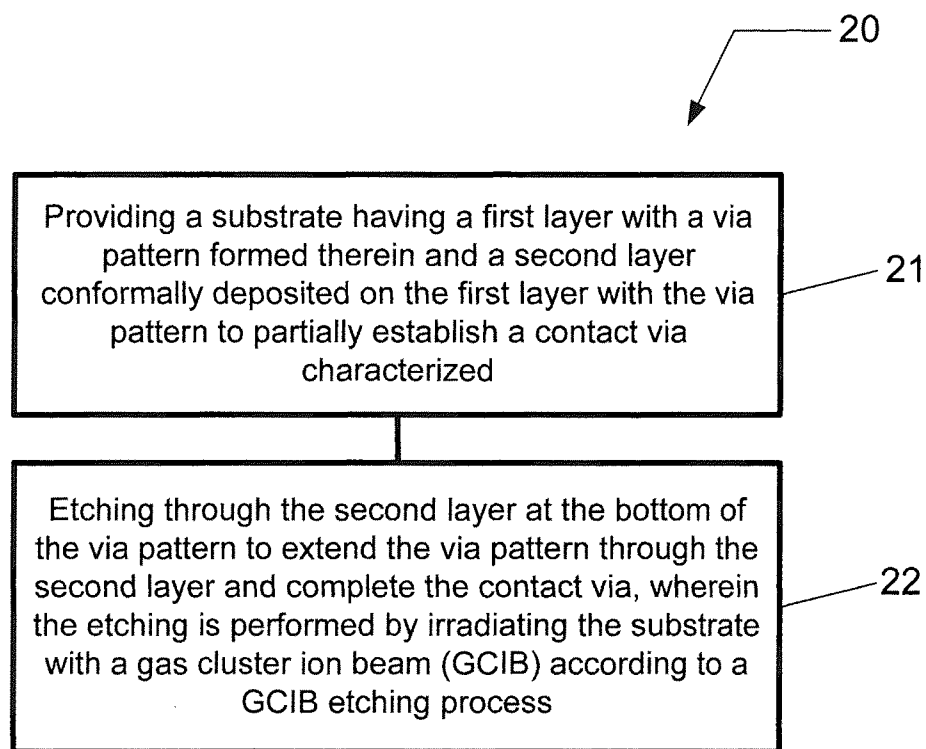 20
Providing a substrate having a first layer with a via
pattern formed therein and a second layer
conformally deposited on the first layer with the via
pattern to partially establish a contact via
characterized
21
Etching through the second layer at the bottom of
the via pattern to extend the via pattern through the
second layer and complete the contact via, wherein
the etching is performed by irradiating the substrate
with a gas cluster ion beam (GCIB) according to a
GCIB etching process
22